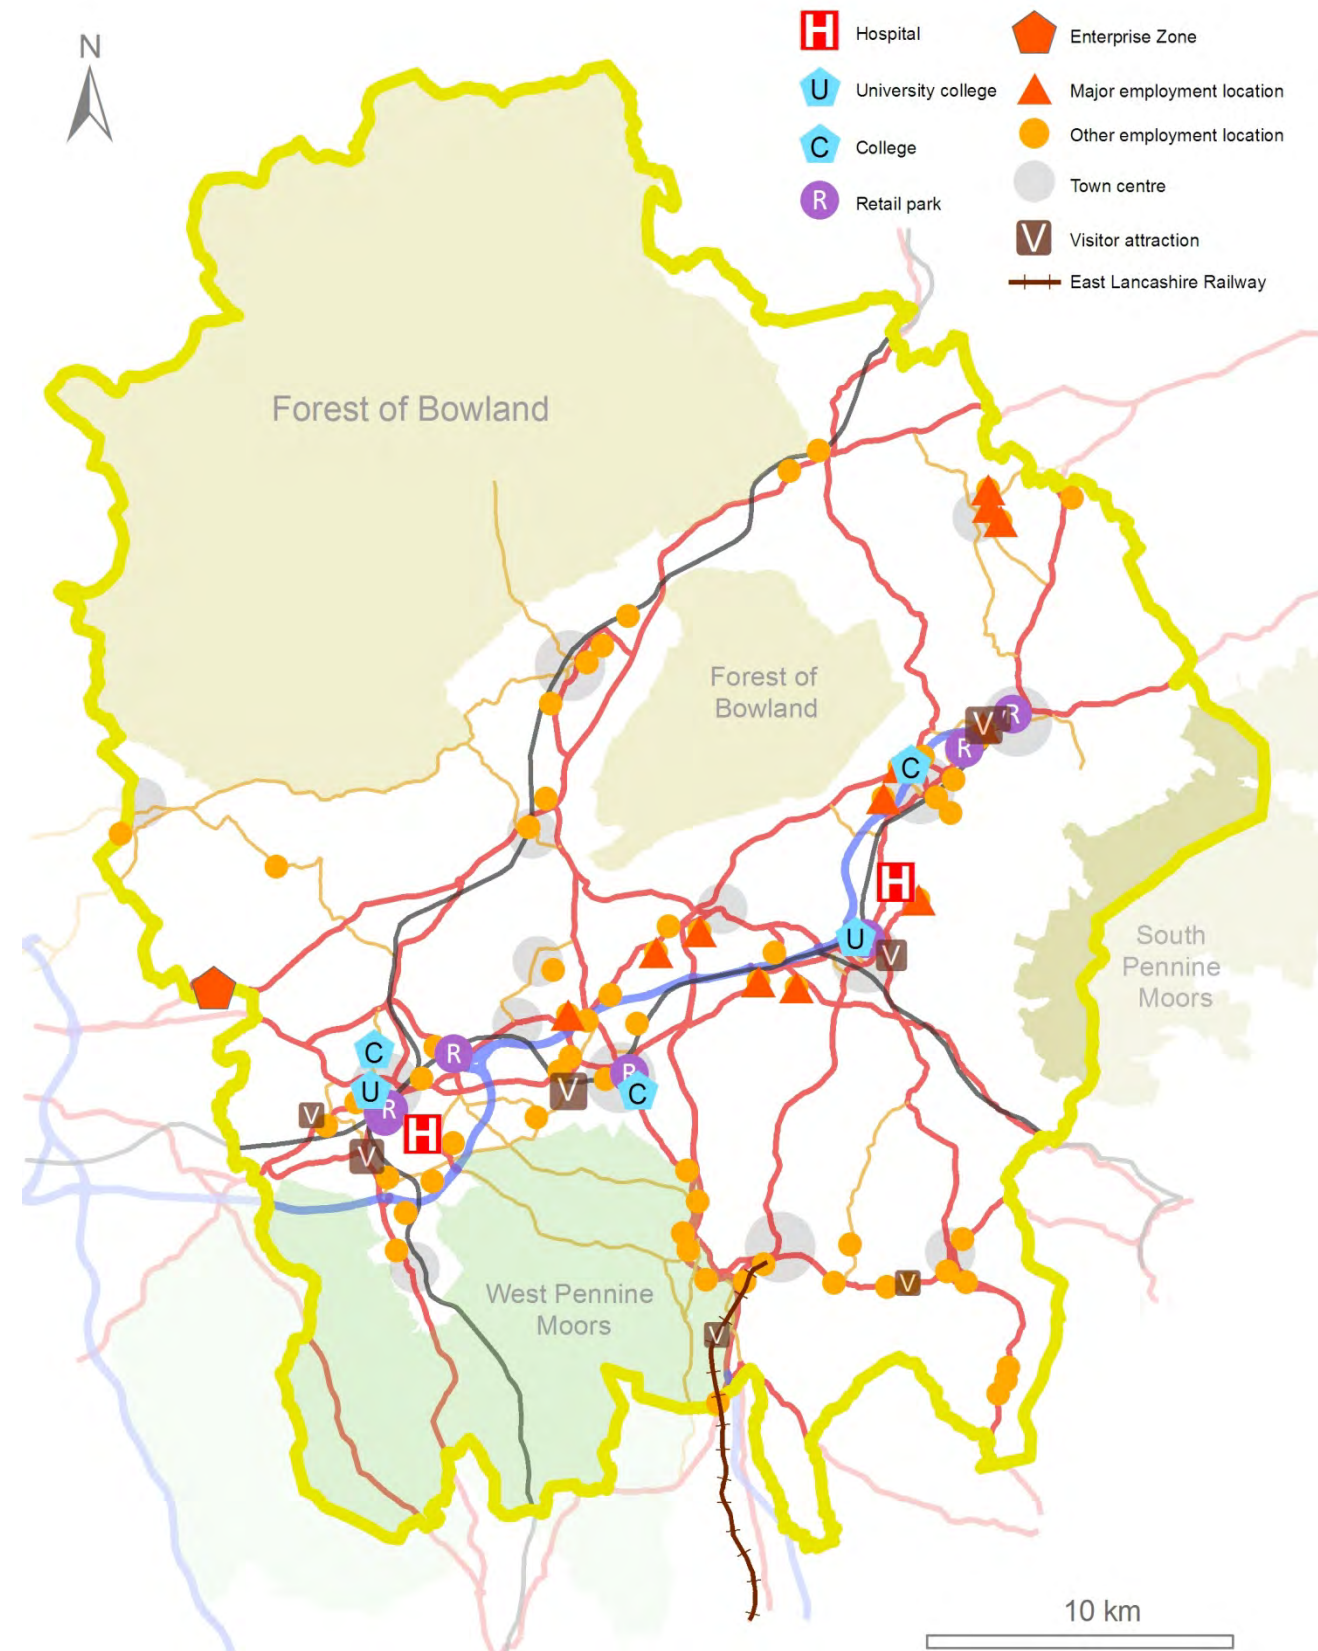 N
H Hospital
Enterprise Zone
U University college
Major employment location
C College
Other employment location
R Retail park
Town centre
V Visitor attraction
East Lancashire Railway
Forest of Bowland
Forest of
Bowland
V R
R
C
H
South
Pennine
Moors
U
V
C
R
U
R
C
V
R
V
H
V
V
West Pennine
Moors
V
10 km